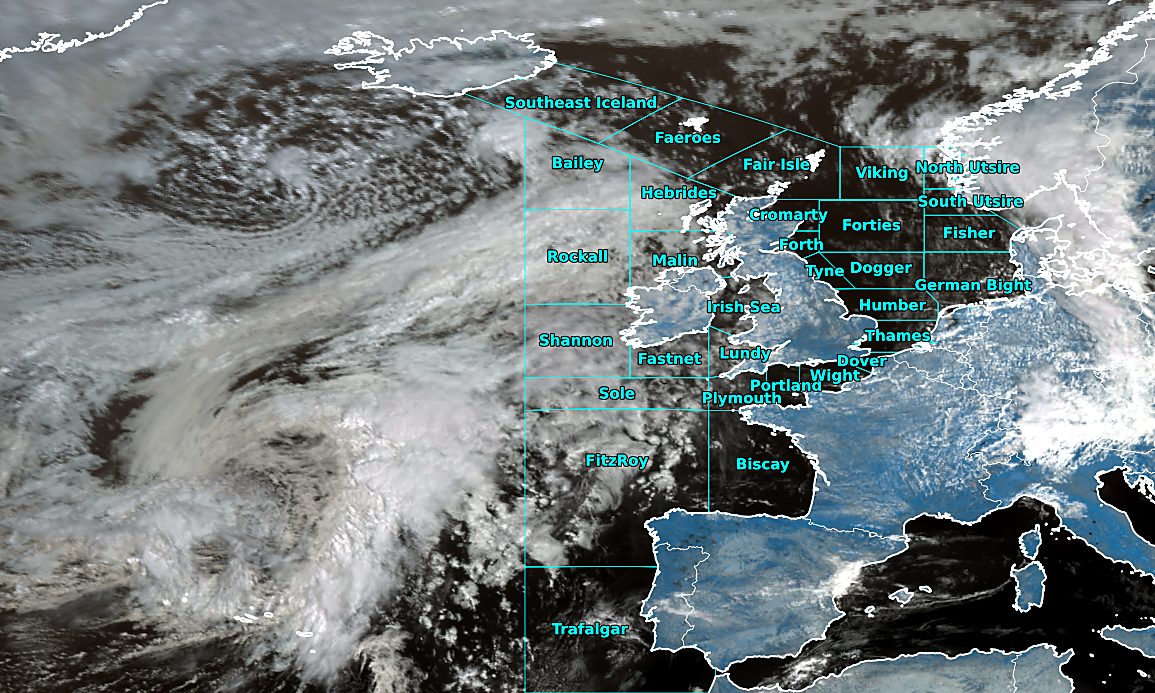 Southeast Iceland
Faeroes
Bailey
Fair Isle
Viking
North Utsire
Hebrides
South Utsire
Cromarty
Forties
Fisher
Forth
Rockall
Malin
Tyne
Dogger
German Bight
Irish Sea
Humber
Shannon
Thames
Fastnet
Lundy
Dover
Wight
Portland
Sole
Plymouth
FitzRoy
Biscay
Trafalgar